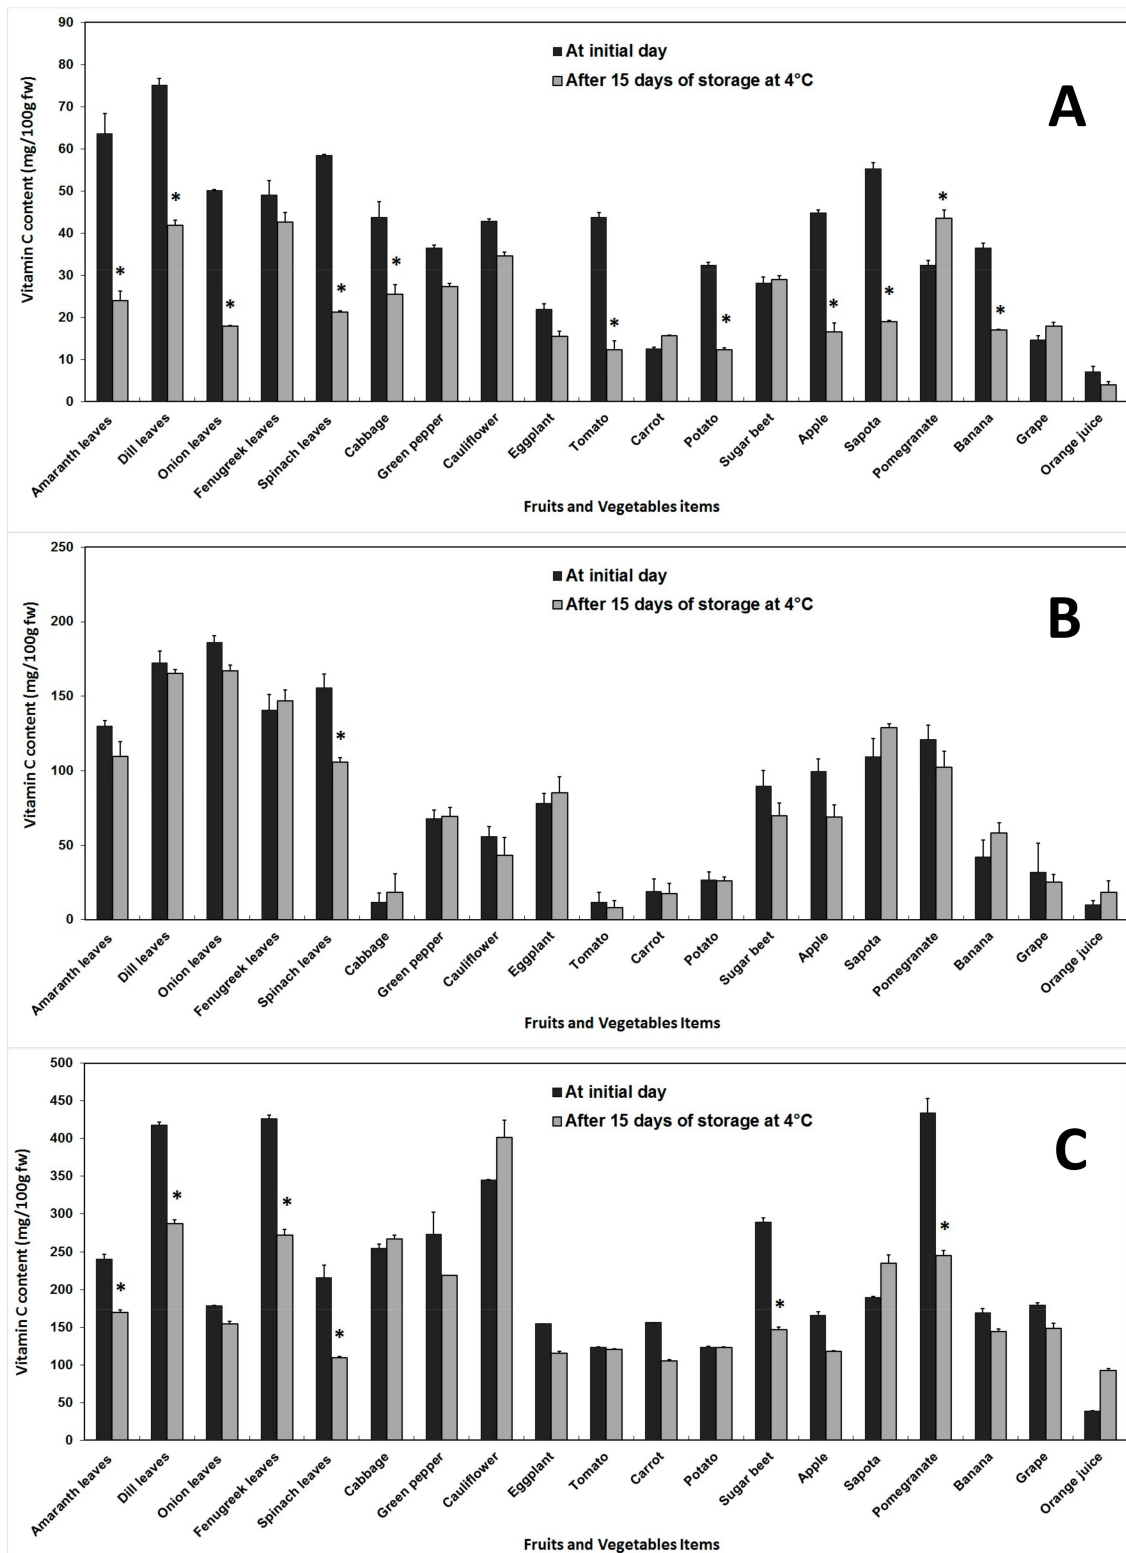 90
80
70
60
50
40
30
20
10
0
Vitamin C content (mg/100g fw)
At initial day
After 15 days of storage at 4°C
A
*
*
*
*
*
*
*
*
*
*
*
Amaranth leaves
Dill leaves
Onion leaves
Fenugreek leaves
Spinach leaves
Cabbage
Green pepper
Cauliflower
Eggplant
Tomato
Carrot
Potato
Sugar beet
Apple
Sapota
Pomegranate
Banana
Grape
Orange juice
Fruits and Vegetables items
250
200
150
100
50
0
Vitamin C content (mg/100g fw)
At initial day
After 15 days of storage at 4°C
B
*
Amaranth leaves
Dill leaves
Onion leaves
Fenugreek leaves
Spinach leaves
Cabbage
Green pepper
Cauliflower
Eggplant
Tomato
Carrot
Potato
Sugar beet
Apple
Sapota
Pomegranate
Banana
Grape
Orange juice
Fruits and Vegetables Items
500
450
400
350
300
250
200
150
100
50
0
Vitamin C content (mg/100g fw)
At initial day
After 15 days of storage at 4°C
C
*
*
*
*
*
*
Amaranth leaves
Dill leaves
Onion leaves
Fenugreek leaves
Spinach leaves
Cabbage
Green pepper
Cauliflower
Eggplant
Tomato
Carrot
Potato
Sugar beet
Apple
Sapota
Pomegranate
Banana
Grape
Orange juice
Fruits and Vegetables Items